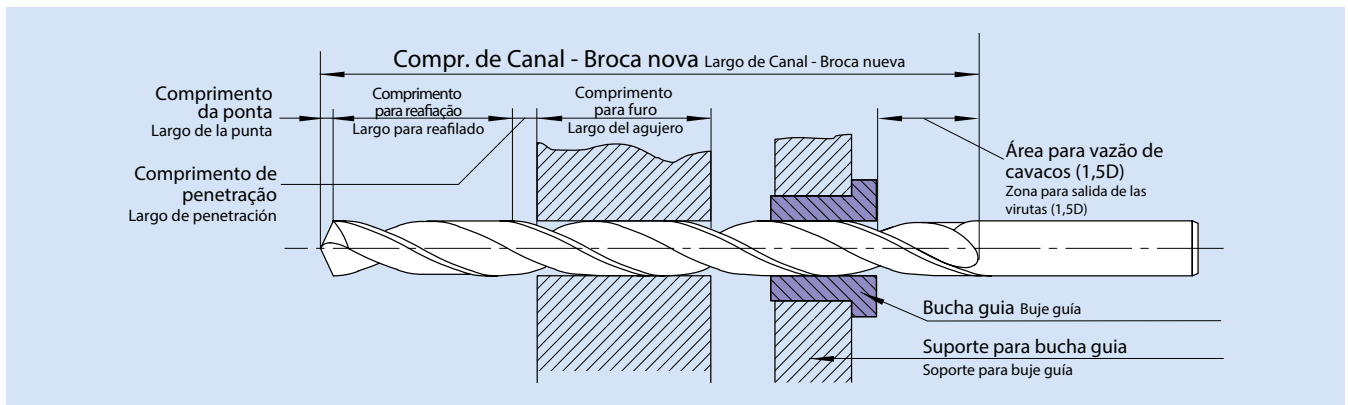 Compr. de Canal - Broca nova Largo de Canal - Broca nueva
Comprimento
da ponta
Largo de la punta
Comprimento
para reafiação
Largo para reafilado
Comprimento
para furo
Largo del agujero
Comprimento de
penetração
Largo de penetración
Área para vazão de
cavacos (1,5D)
Zona para salida de las
virutas (1,5D)
Bucha guia Buje guía
Suporte para bucha guia
Soporte para buje guía